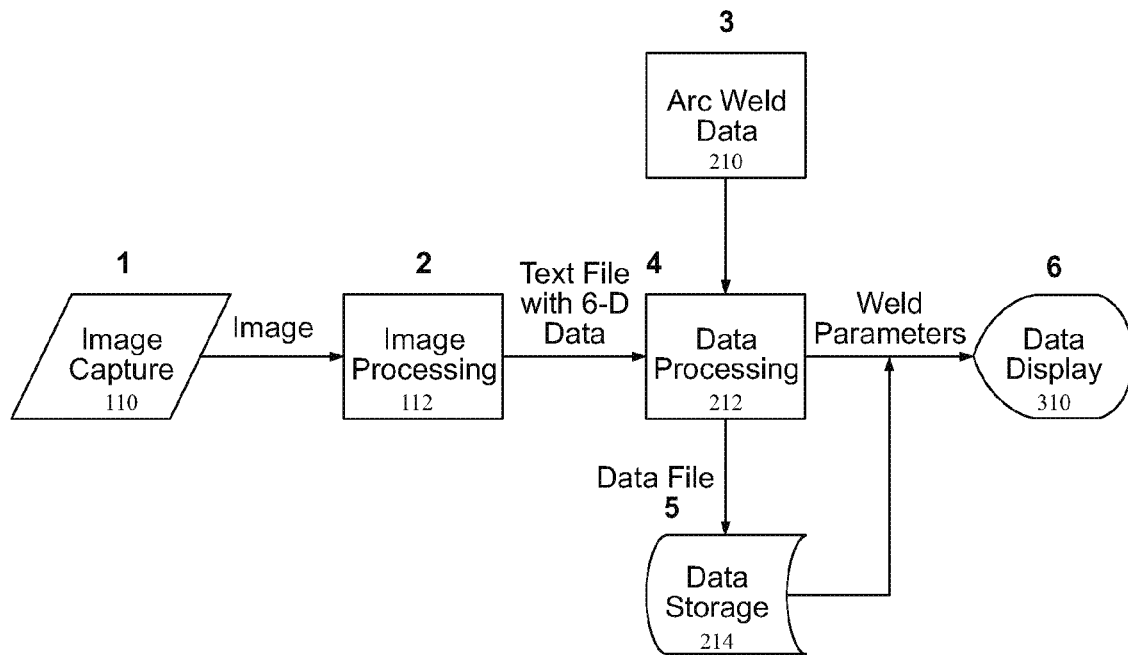 3
Arc Weld
Data
210
1
2
Text File
with 6-D
Data
4
6
Image
Weld
Parameters
Image
Capture
110
Image
Processing
112
Data
Processing
212
Data
Display
310
Data File
5
Data
Storage
214